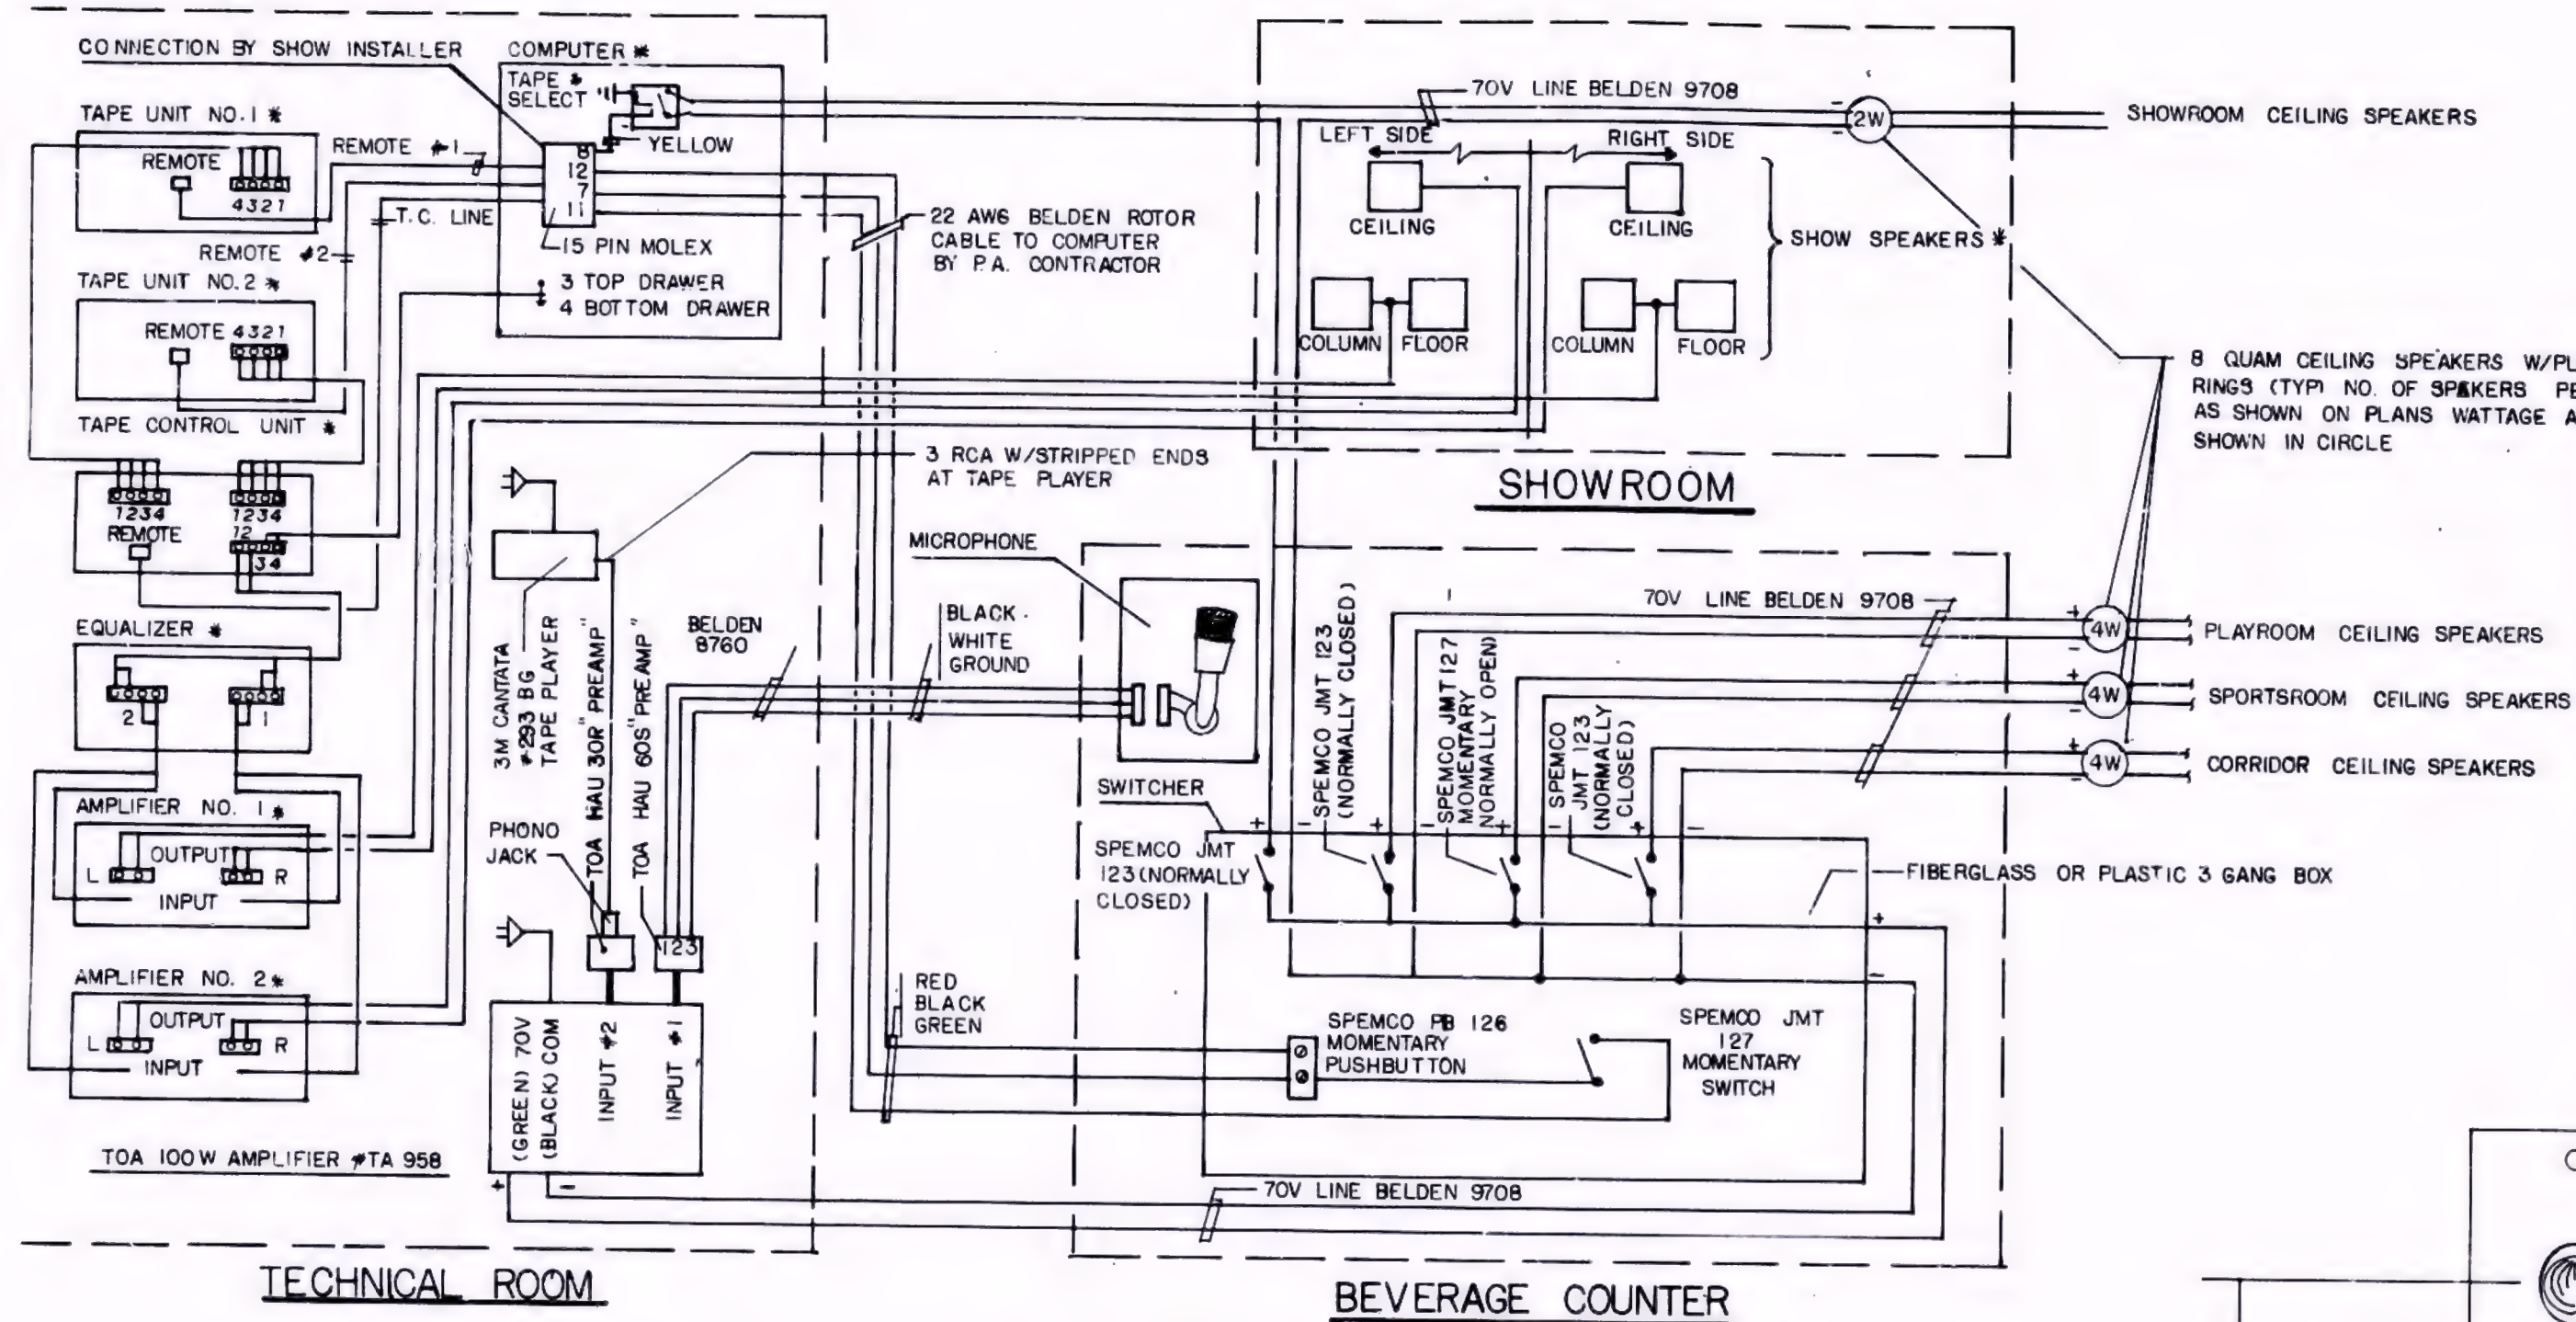 CONNECTION BY SHOW INSTALLER
COMPUTER *
TAPE *
SELECT
TAPE UNIT NO. 1 *
REMOTE
4321
REMOTE #1
YELLOW
8
12
7
11
T.C. LINE
15 PIN MOLEX
REMOTE #2
3 TOP DRAWER
4 BOTTOM DRAWER
TAPE UNIT NO. 2 *
REMOTE 4321
TAPE CONTROL UNIT *
1234
1234
REMOTE
12
34
EQUALIZER *
2
1
AMPLIFIER NO. 1 *
OUTPUT
L
R
INPUT
AMPLIFIER NO. 2 *
OUTPUT
L
R
INPUT
TOA 100W AMPLIFIER #TA 958
3M CANTATA
#293 BG
TAPE PLAYER
TOA HAU 30R "PREAMP"
TOA HAU 60S "PREAMP"
PHONO
JACK
123
(GREEN) 70V
(BLACK) COM
INPUT #2
INPUT #1
+
-
TECHNICAL ROOM
22 AWG BELDEN ROTOR
CABLE TO COMPUTER
BY P.A. CONTRACTOR
3 RCA W/STRIPPED ENDS
AT TAPE PLAYER
BELDEN
8760
BLACK
WHITE
GROUND
RED
BLACK
GREEN
70V LINE BELDEN 9708
- 2W
-
SHOWROOM CEILING SPEAKERS
LEFT SIDE
RIGHT SIDE
CEILING
CEILING
SHOW SPEAKERS *
COLUMN FLOOR
COLUMN FLOOR
SHOWROOM
8 QUAM CEILING SPEAKERS W/PL
RINGS (TYP) NO. OF SPEAKERS PE
AS SHOWN ON PLANS WATTAGE A
SHOWN IN CIRCLE
MICROPHONE
SWITCHER
SPEMCO JMT
123 (NORMALLY
CLOSED)
SPEMCO JMT 123
(NORMALLY CLOSED)
SPEMCO JMT 127
MOMENTARY
NORMALLY OPEN)
SPEMCO
JMT 123
(NORMALLY
CLOSED)
+ - + - + - + -
70V LINE BELDEN 9708
+ 4W -
PLAYROOM CEILING SPEAKERS
+ 4W -
SPORTSROOM CEILING SPEAKERS
+ 4W -
CORRIDOR CEILING SPEAKERS
FIBERGLASS OR PLASTIC 3 GANG BOX
+
-
SPEMCO PB 126
MOMENTARY
PUSHBUTTON
SPEMCO JMT
127
MOMENTARY
SWITCH
70V LINE BELDEN 9708
BEVERAGE COUNTER